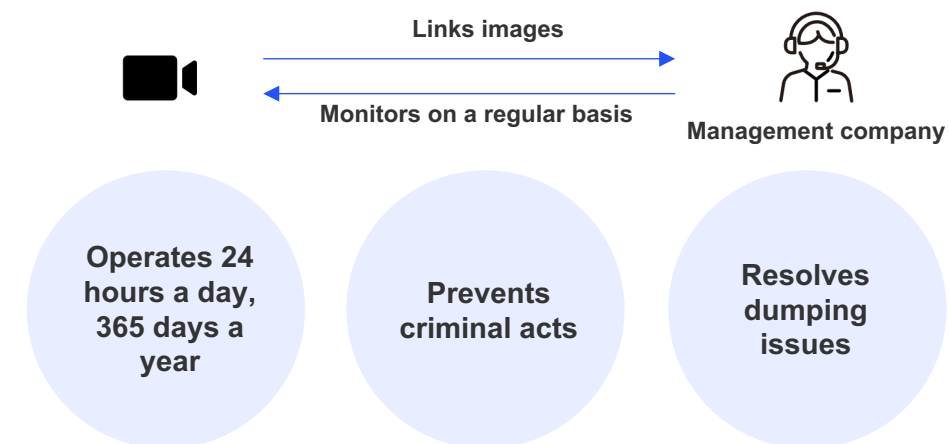 Links images
Monitors on a regular basis
Management company
Operates 24
hours a day,
365 days a
year
Prevents
criminal acts
Resolves
dumping
issues